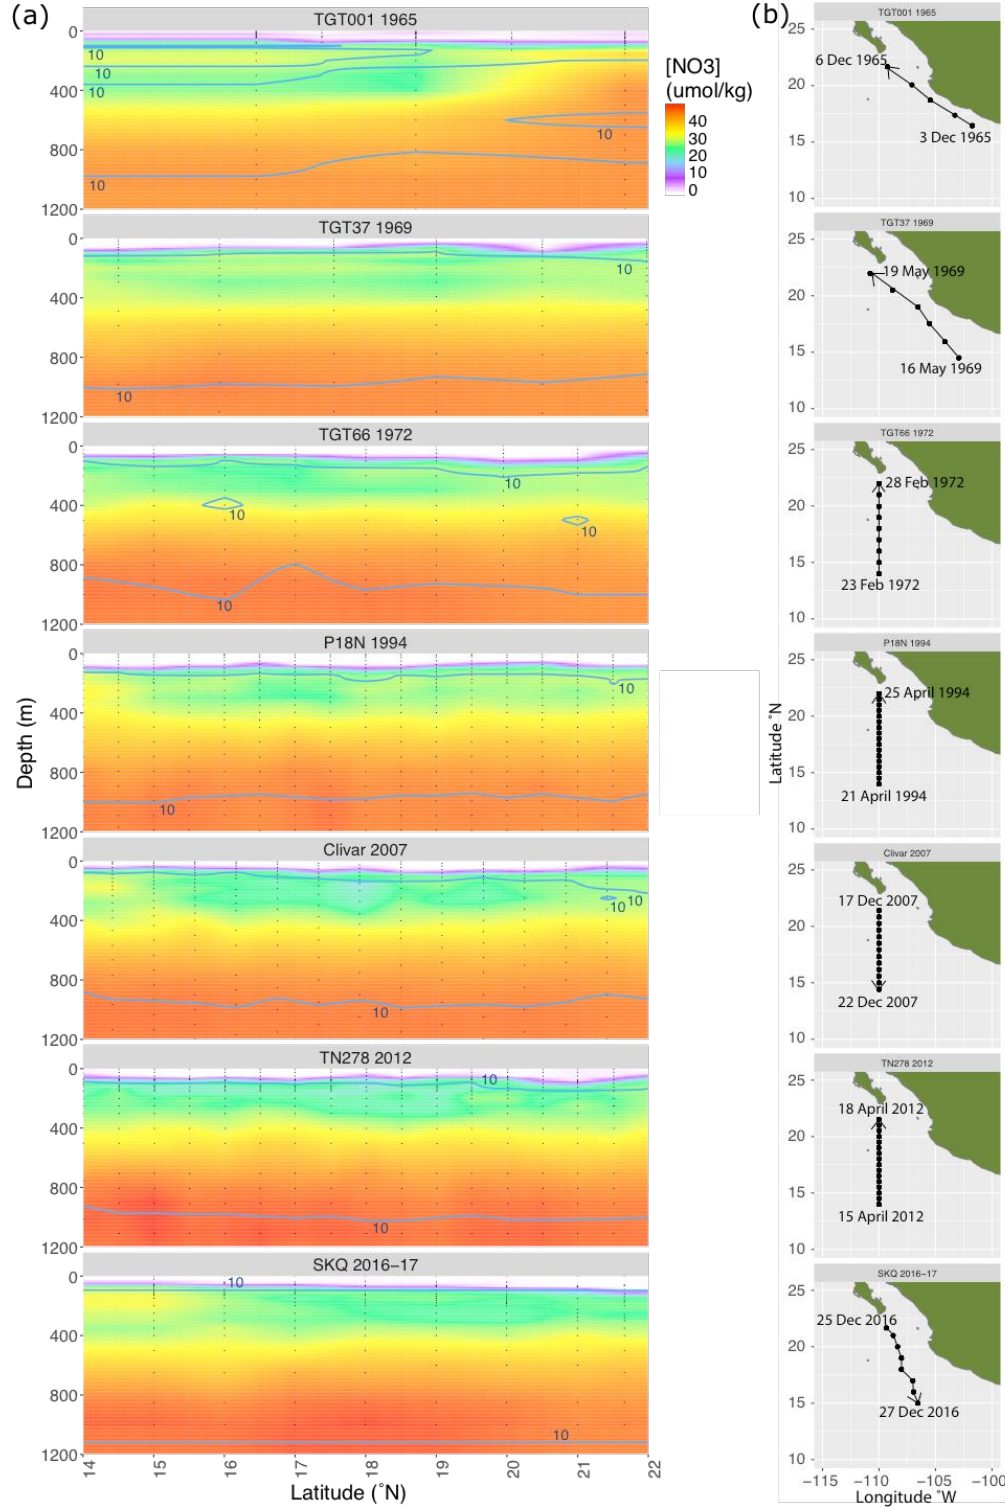 (a)
TGT001 1965
0
400
800
1200
10
10
10
10
10
[NO3]
(umol/kg)
40
30
20
10
0
TGT37 1969
0
400
800
1200
10
10
TGT66 1972
0
400
800
1200
10
10
10
10
P18N 1994
0
400
800
1200
10
10
Clivar 2007
0
400
800
1200
10
10
10
TN278 2012
0
400
800
1200
10
10
SKQ 2016−17
0
400
800
1200
10
10
Depth (m)
14
15
16
17
18
19
20
21
22
Latitude (˚N)
(b)
TGT001 1965
25
20
15
10
6 Dec 1965
3 Dec 1965
TGT37 1969
25
20
15
10
19 May 1969
16 May 1969
TGT66 1972
25
20
15
10
28 Feb 1972
23 Feb 1972
P18N 1994
25
20
15
10
25 April 1994
21 April 1994
Clivar 2007
25
20
15
10
17 Dec 2007
22 Dec 2007
TN278 2012
25
20
15
10
18 April 2012
15 April 2012
SKQ 2016−17
25
20
15
10
25 Dec 2016
27 Dec 2016
Latitude ˚N
−115
−110
−105
−100
Longitude ˚W